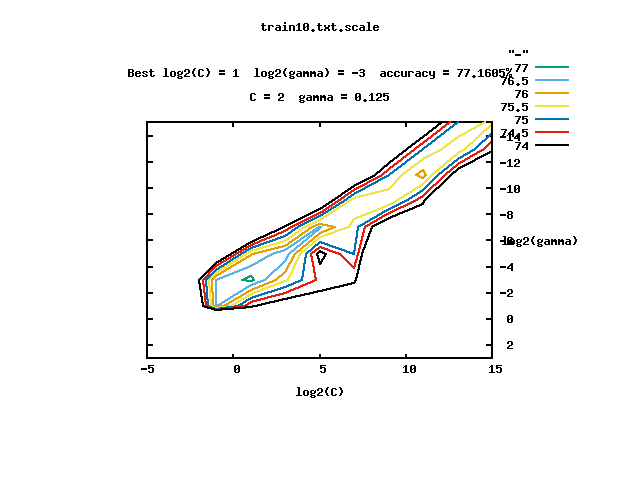 train10.txt.scale
"-"
Best log2(C) = 1  log2(gamma) = -3  accuracy = 77.1605%
77
76.5
76
75.5
75
74.5
74
C = 2  gamma = 0.125
-14
-12
-10
-8
-6
log2(gamma)
-4
-2
0
2
-5 0 5 10 15
log2(C)